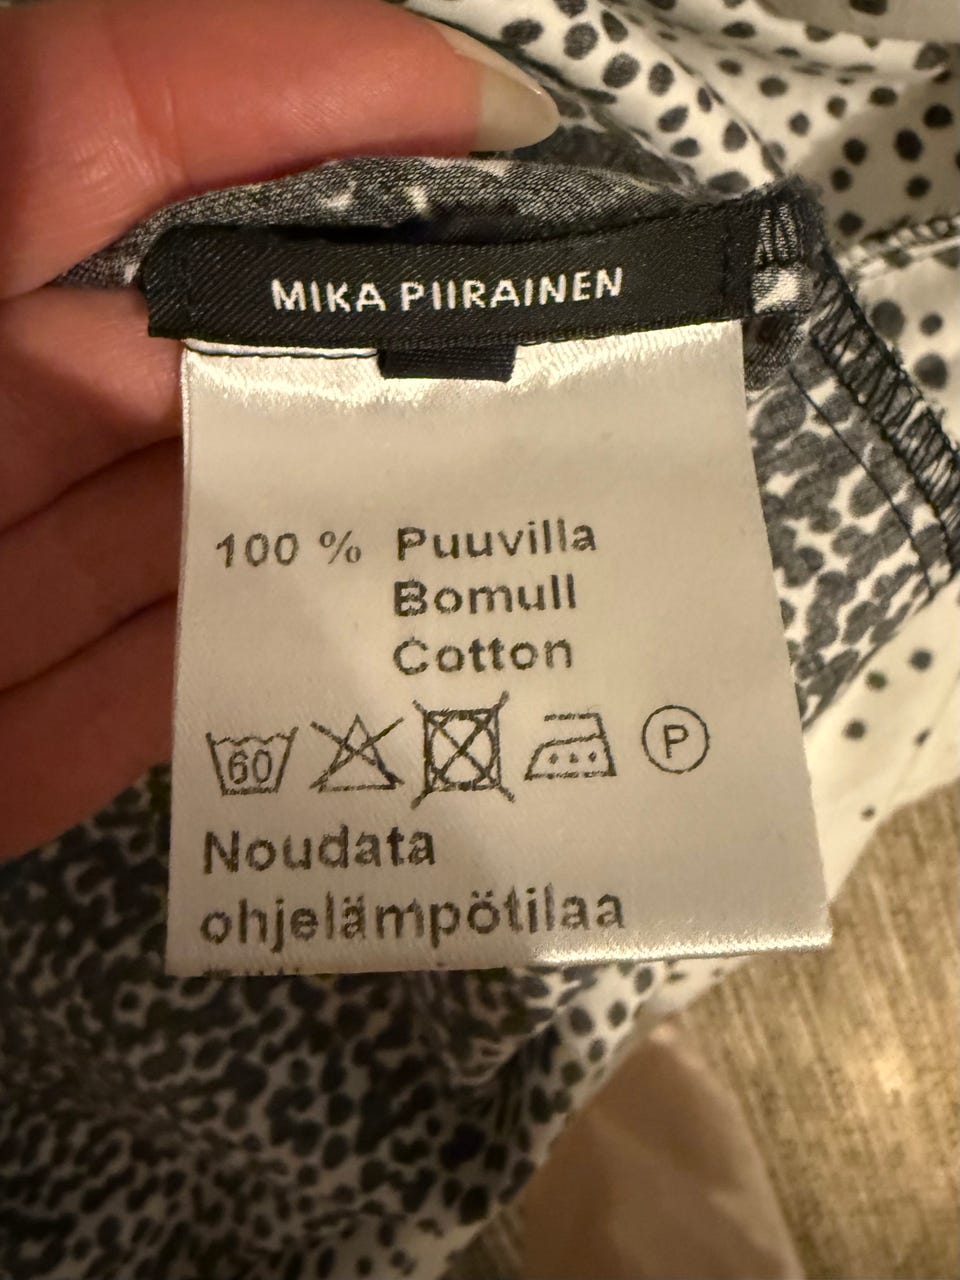 MIKA PIIRAINEN
100 % Puuvilla
Bomull
Cotton
60 P
Noudata
ohjelämpötilaa